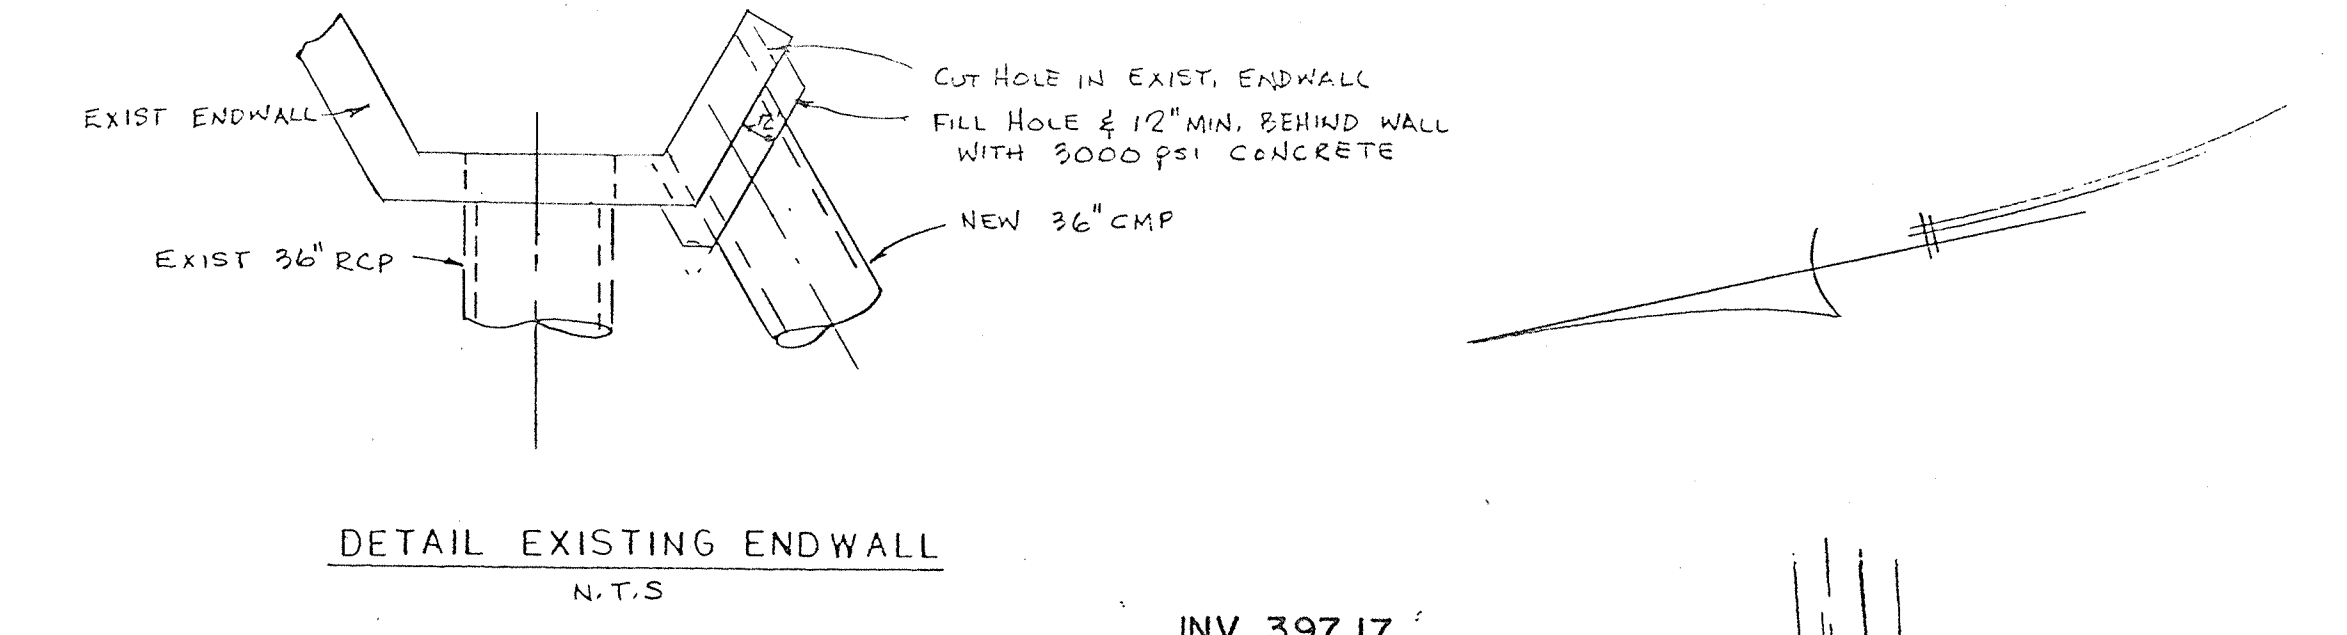 CUT HOLE IN EXIST. ENDWALL
EXIST ENDWALL
FILL HOLE & 12" MIN. BEHIND WALL
WITH 3000 PSI CONCRETE
12"
NEW 36" CMP
EXIST 36" RCP
DETAIL EXISTING ENDWALL
N.T.S
INV 397.17